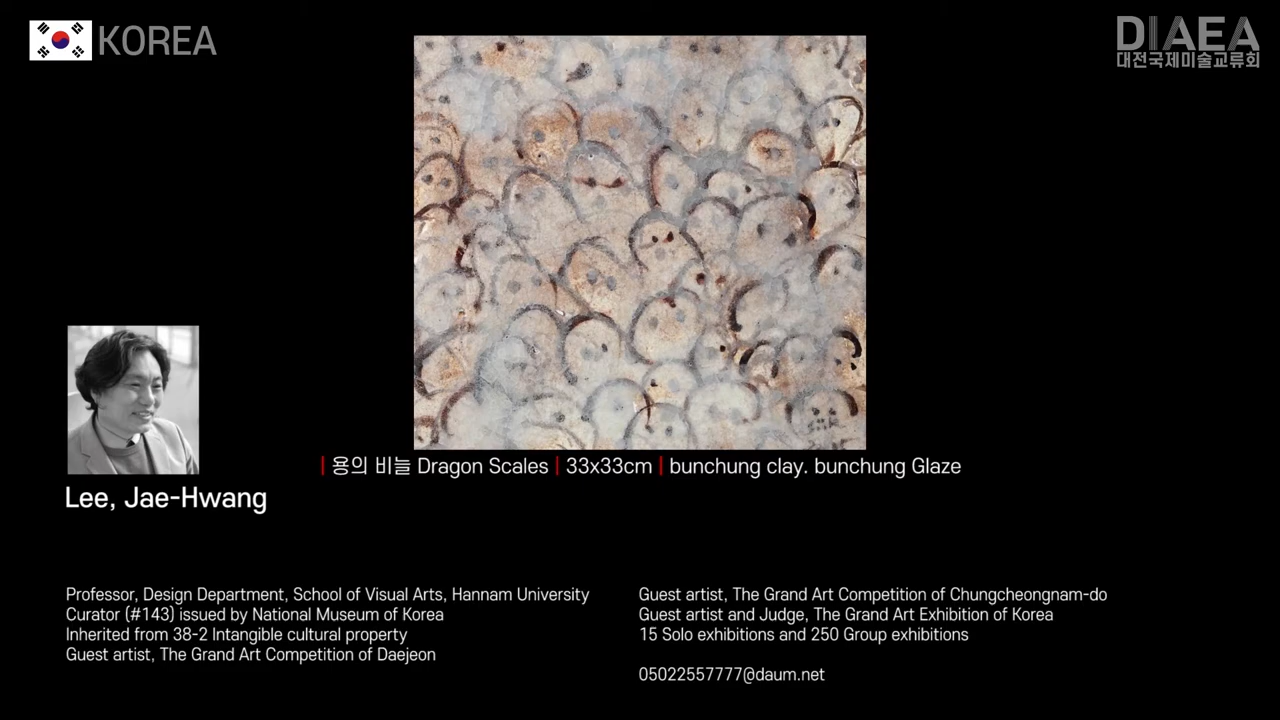 KOREA
DIAEA
대전국제미술교류회
| 용의 비늘 Dragon Scales | 33x33cm | bunchung clay. bunchung Glaze
Lee, Jae-Hwang
Professor, Design Department, School of Visual Arts, Hannam University
Curator (#143) issued by National Museum of Korea
Inherited from 38-2 Intangible cultural property
Guest artist, The Grand Art Competition of Daejeon
Guest artist, The Grand Art Competition of Chungcheongnam-do
Guest artist and Judge, The Grand Art Exhibition of Korea
15 Solo exhibitions and 250 Group exhibitions
05022557777@daum.net